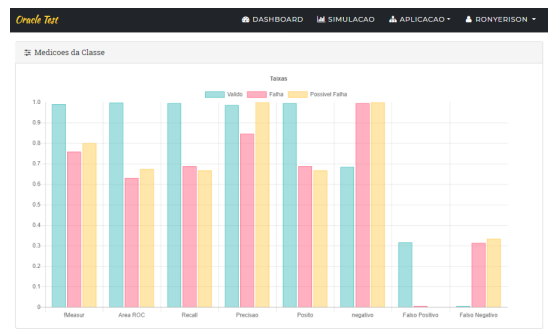 Oracle Test DASHBOARD SIMULACAO APLICACAO RONYERISON
Medicoes da Classe
Taixas
Valido Falha Possivel Falha
1.0
0.9
0.8
0.7
0.6
0.5
0.4
0.3
0.2
0.1
0
fMeasur Area ROC Recall Precisao Posito negativo Falso Positivo Falso Negativo